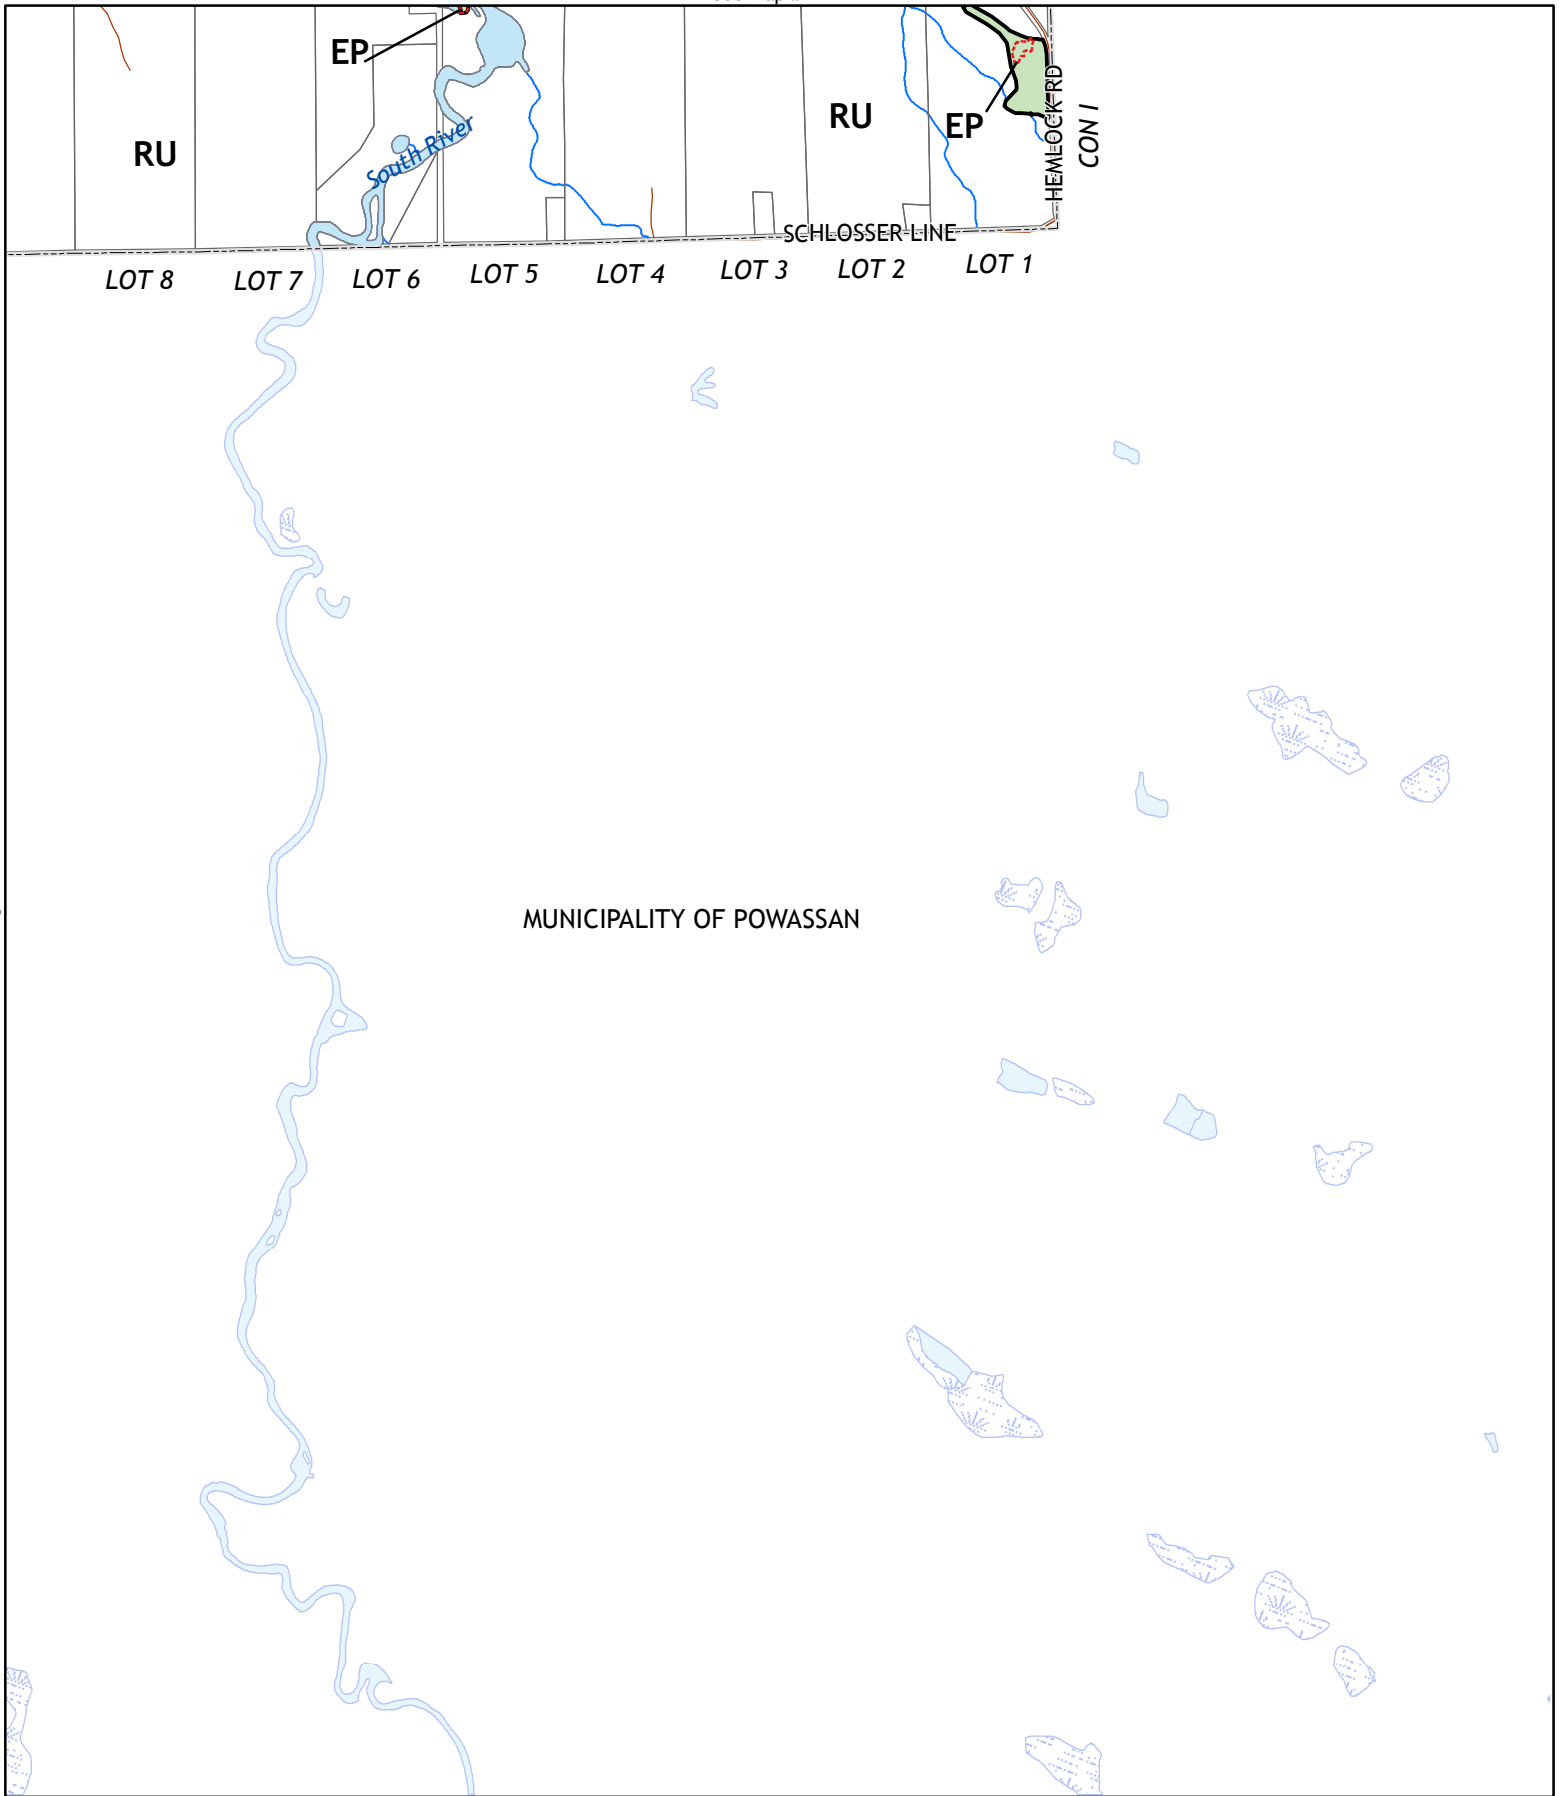 EP
RU
South River
RU
EP
HEMLOCK RD
CON I
SCHLOSSER LINE
LOT 8
LOT 7
LOT 6
LOT 5
LOT 4
LOT 3
LOT 2
LOT 1
MUNICIPALITY OF POWASSAN